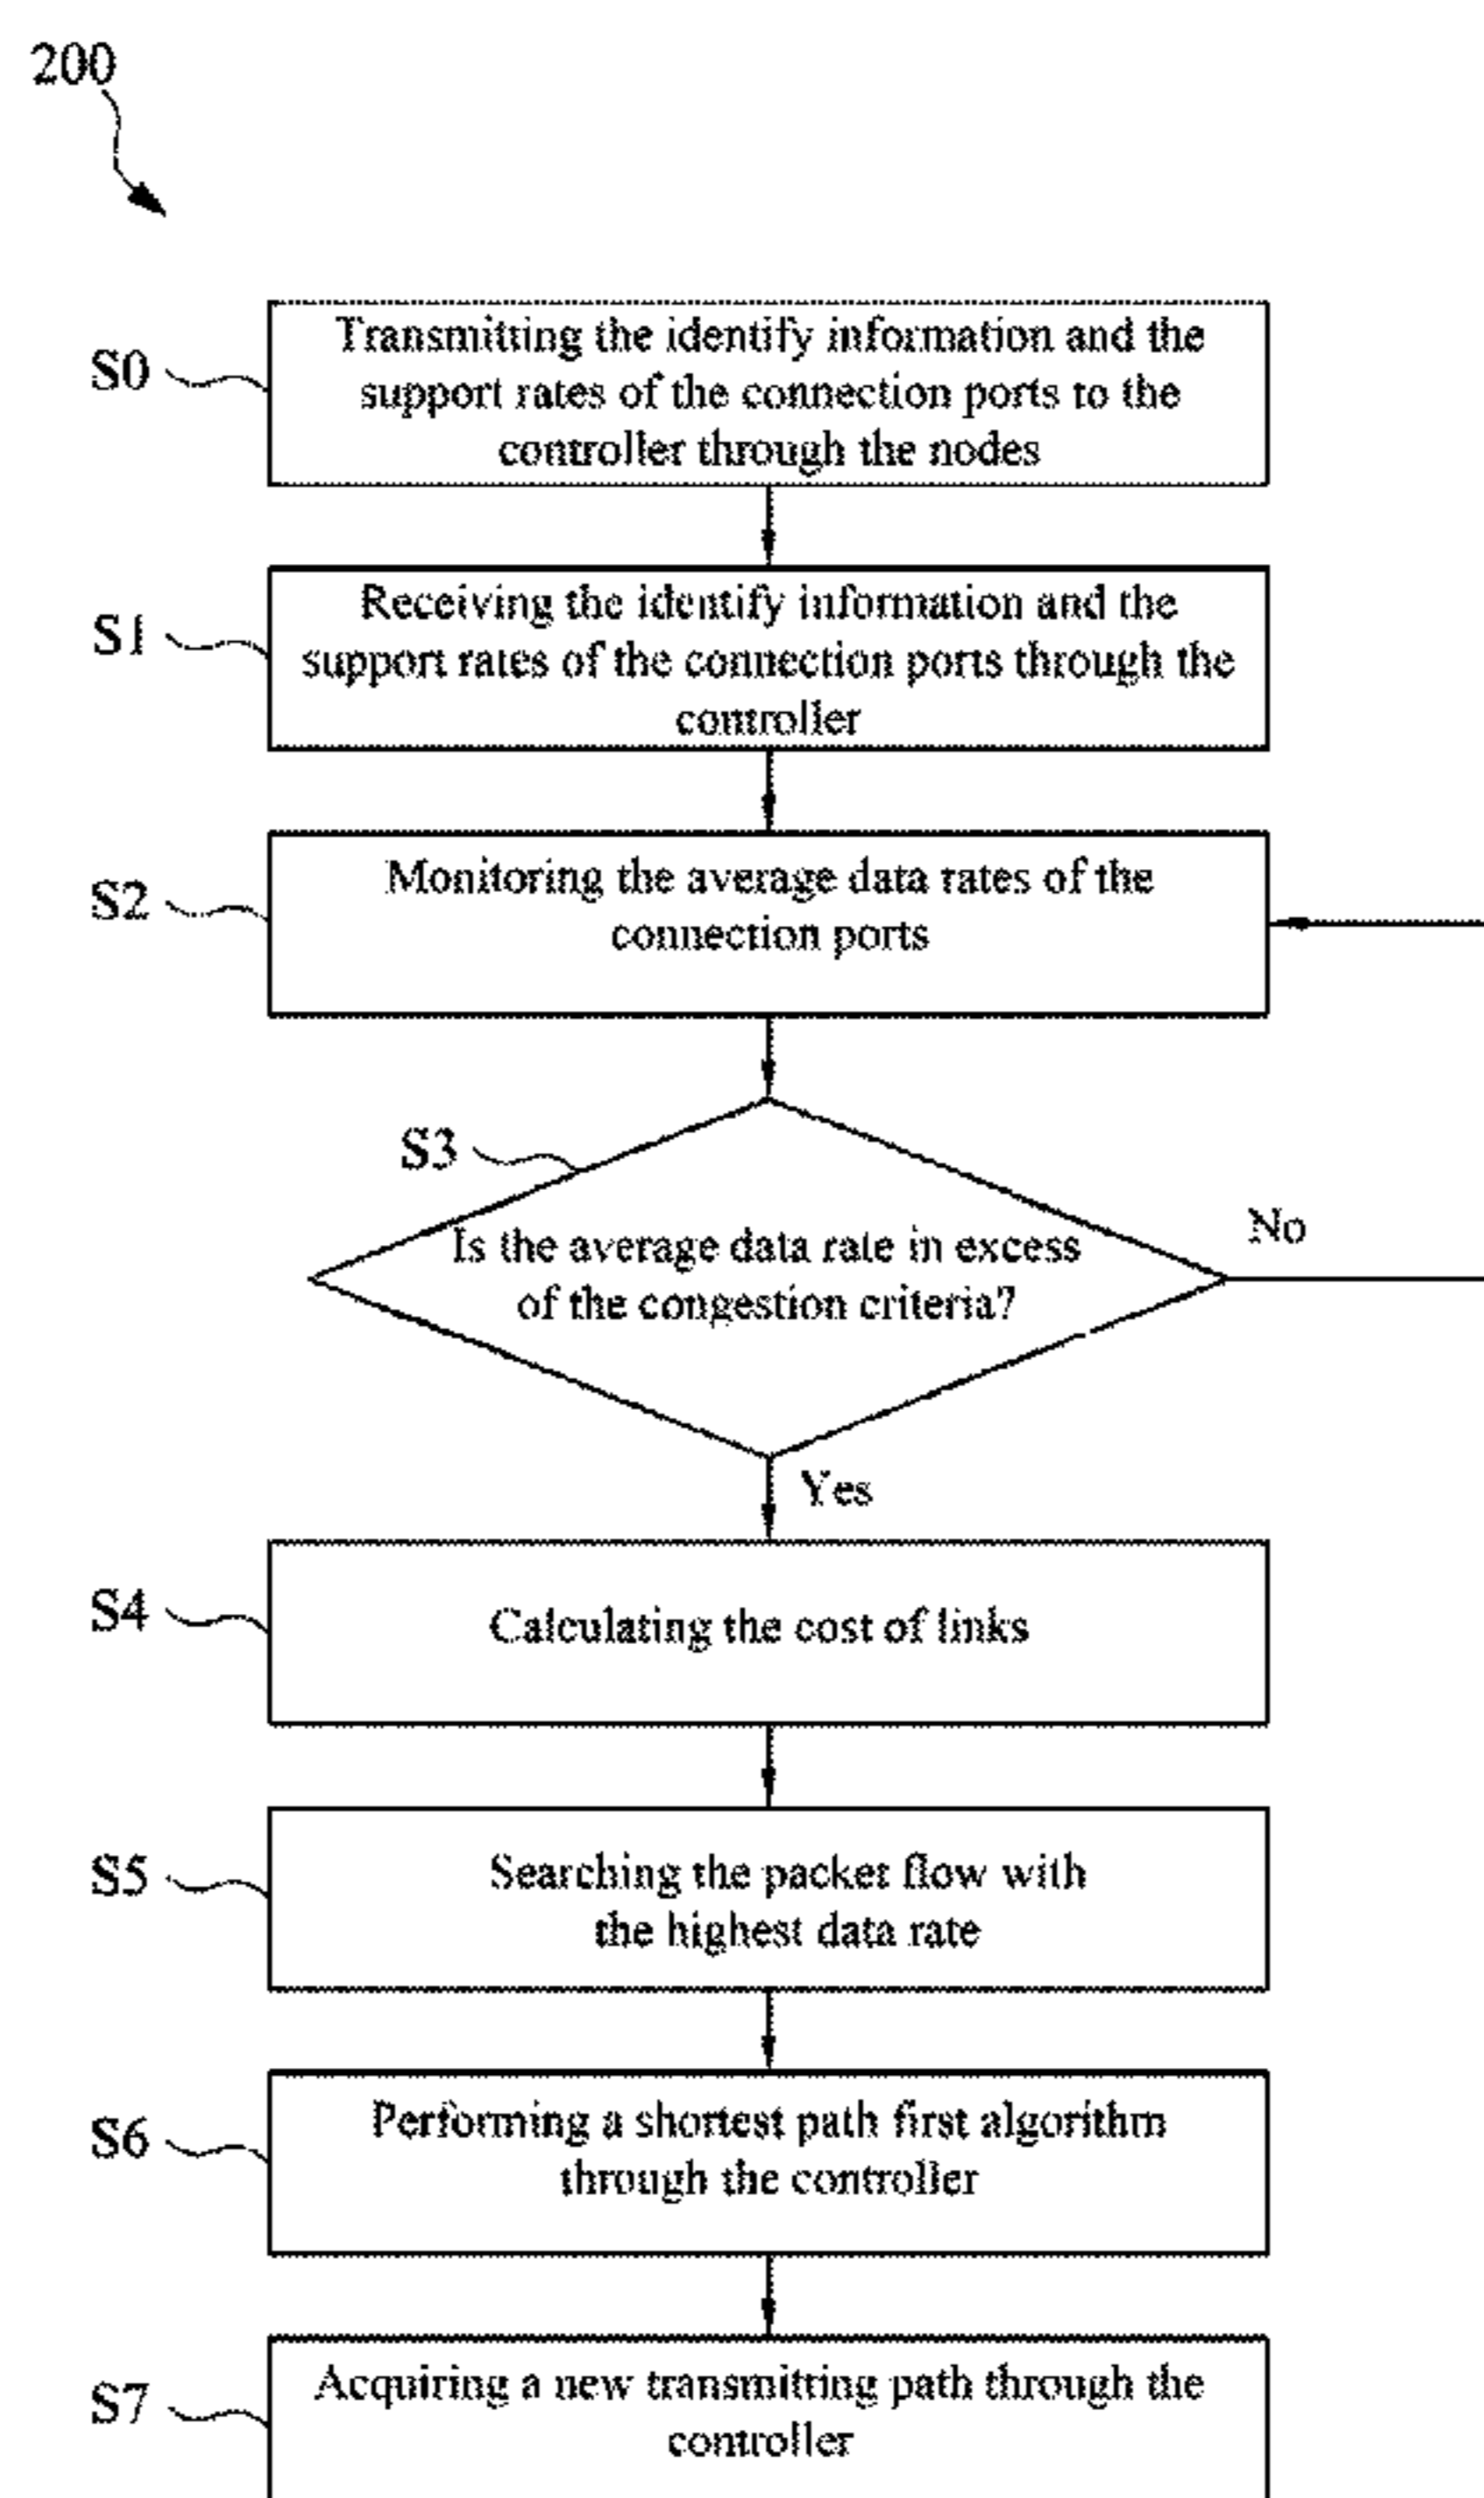 200
S0
Transmitting the identify information and the
support rates of the connection ports to the
controller through the nodes
S1
Receiving the identify information and the
support rates of the connection ports through the
controller
S2
Monitoring the average data rates of the
connection ports
S3
Is the average data rate in excess
of the congestion criteria?
No
Yes
S4
Calculating the cost of links
S5
Searching the packet flow with
the highest data rate
S6
Performing a shortest path first algorithm
through the controller
S7
Acquiring a new transmitting path through the
controller